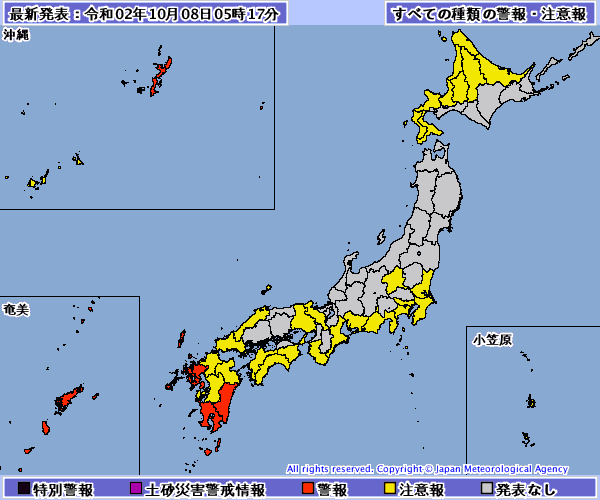 最新発表：令和02年10月08日05時17分
すべての種類の警報・注意報
沖縄
奄美
小笠原
All rights reserved. Copyright © Japan Meteorological Agency
特別警報 土砂災害警戒情報 警報 注意報 発表なし